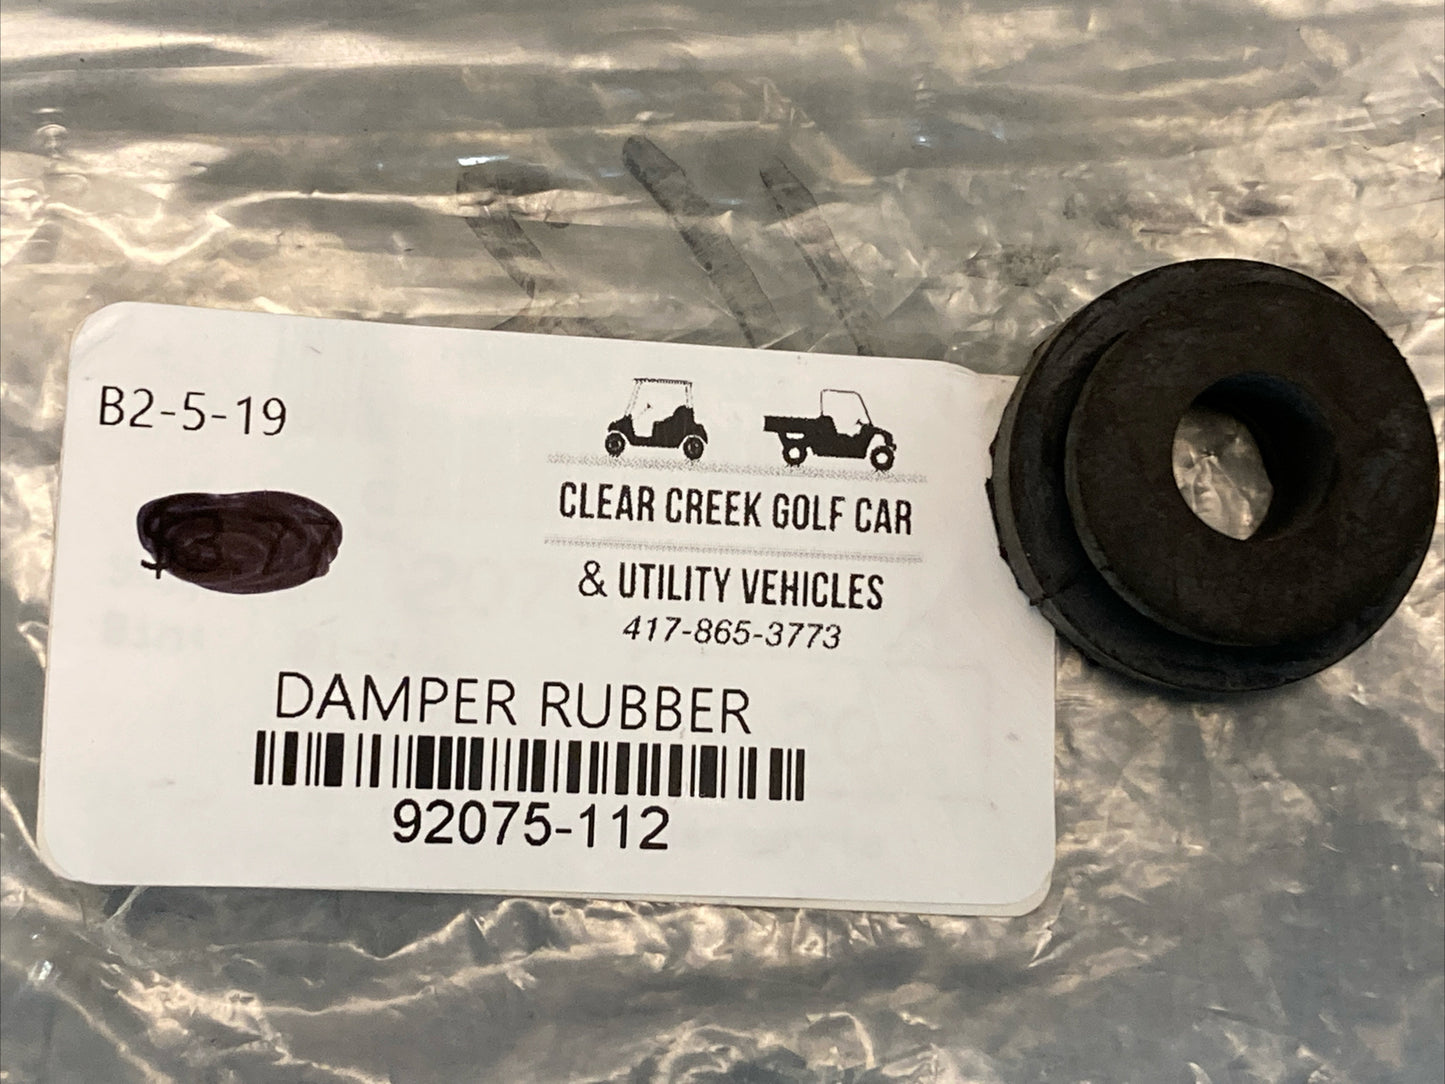 B2-5-19
CLEAR CREEK GOLF CAR
& UTILITY VEHICLES
417-865-3773
DAMPER RUBBER
92075-112